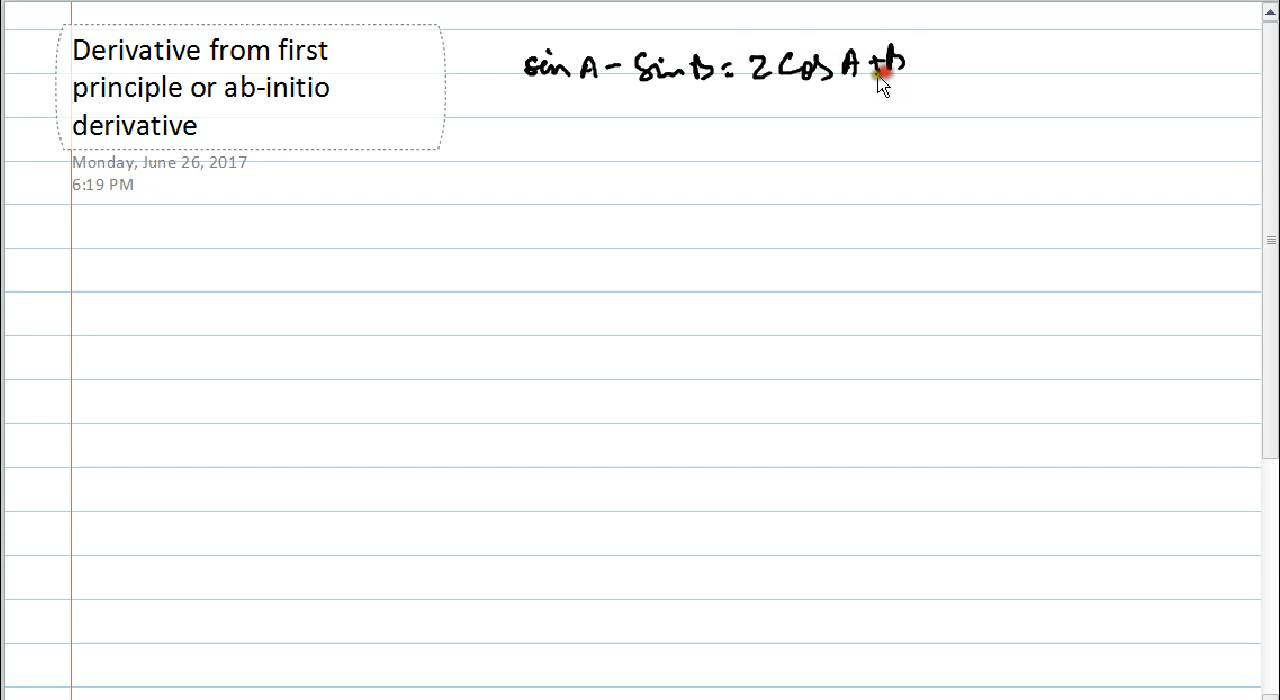 Derivative from first
principle or ab-initio
derivative
Monday, June 26, 2017
6:19 PM
sin A - Sin B = 2 Cos A + B